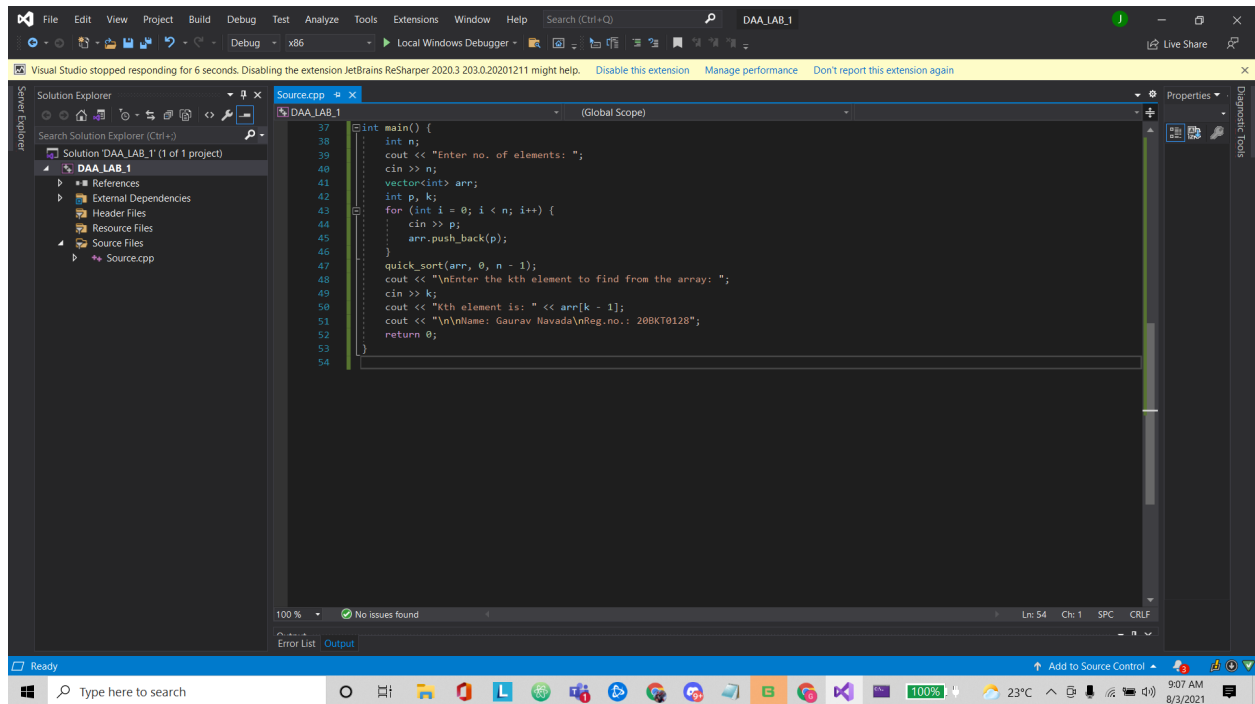 File Edit View Project Build Debug Test Analyze Tools Extensions Window Help Search (Ctrl+Q) DAA_LAB_1 J
Debug x86 Local Windows Debugger Live Share
Visual Studio stopped responding for 6 seconds. Disabling the extension JetBrains ReSharper 2020.3 203.0.20201211 might help. Disable this extension Manage performance Don't report this extension again
Server Explorer
Solution Explorer
Search Solution Explorer (Ctrl+;)
Solution 'DAA_LAB_1' (1 of 1 project)
DAA_LAB_1
References
External Dependencies
Header Files
Resource Files
Source Files
Source.cpp
Source.cpp
DAA_LAB_1 (Global Scope)
37 int main() {
38 int n;
39 cout << "Enter no. of elements: ";
40 cin >> n;
41 vector<int> arr;
42 int p, k;
43 for (int i = 0; i < n; i++) {
44 cin >> p;
45 arr.push_back(p);
46 }
47 quick_sort(arr, 0, n - 1);
48 cout << "\nEnter the kth element to find from the array: ";
49 cin >> k;
50 cout << "Kth element is: " << arr[k - 1];
51 cout << "\n\nName: Gaurav Navada\nReg.no.: 20BKT0128";
52 return 0;
53 }
54
100 % No issues found Ln: 54 Ch: 1 SPC CRLF
Error List Output
Properties
Diagnostic Tools
Ready Add to Source Control 3
Type here to search 100% 23°C 9:07 AM
8/3/2021